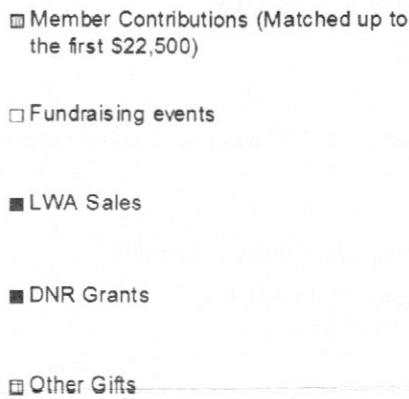 Member Contributions (Matched up to
the first $22,500)
Fundraising events
LWA Sales
DNR Grants
Other Gifts